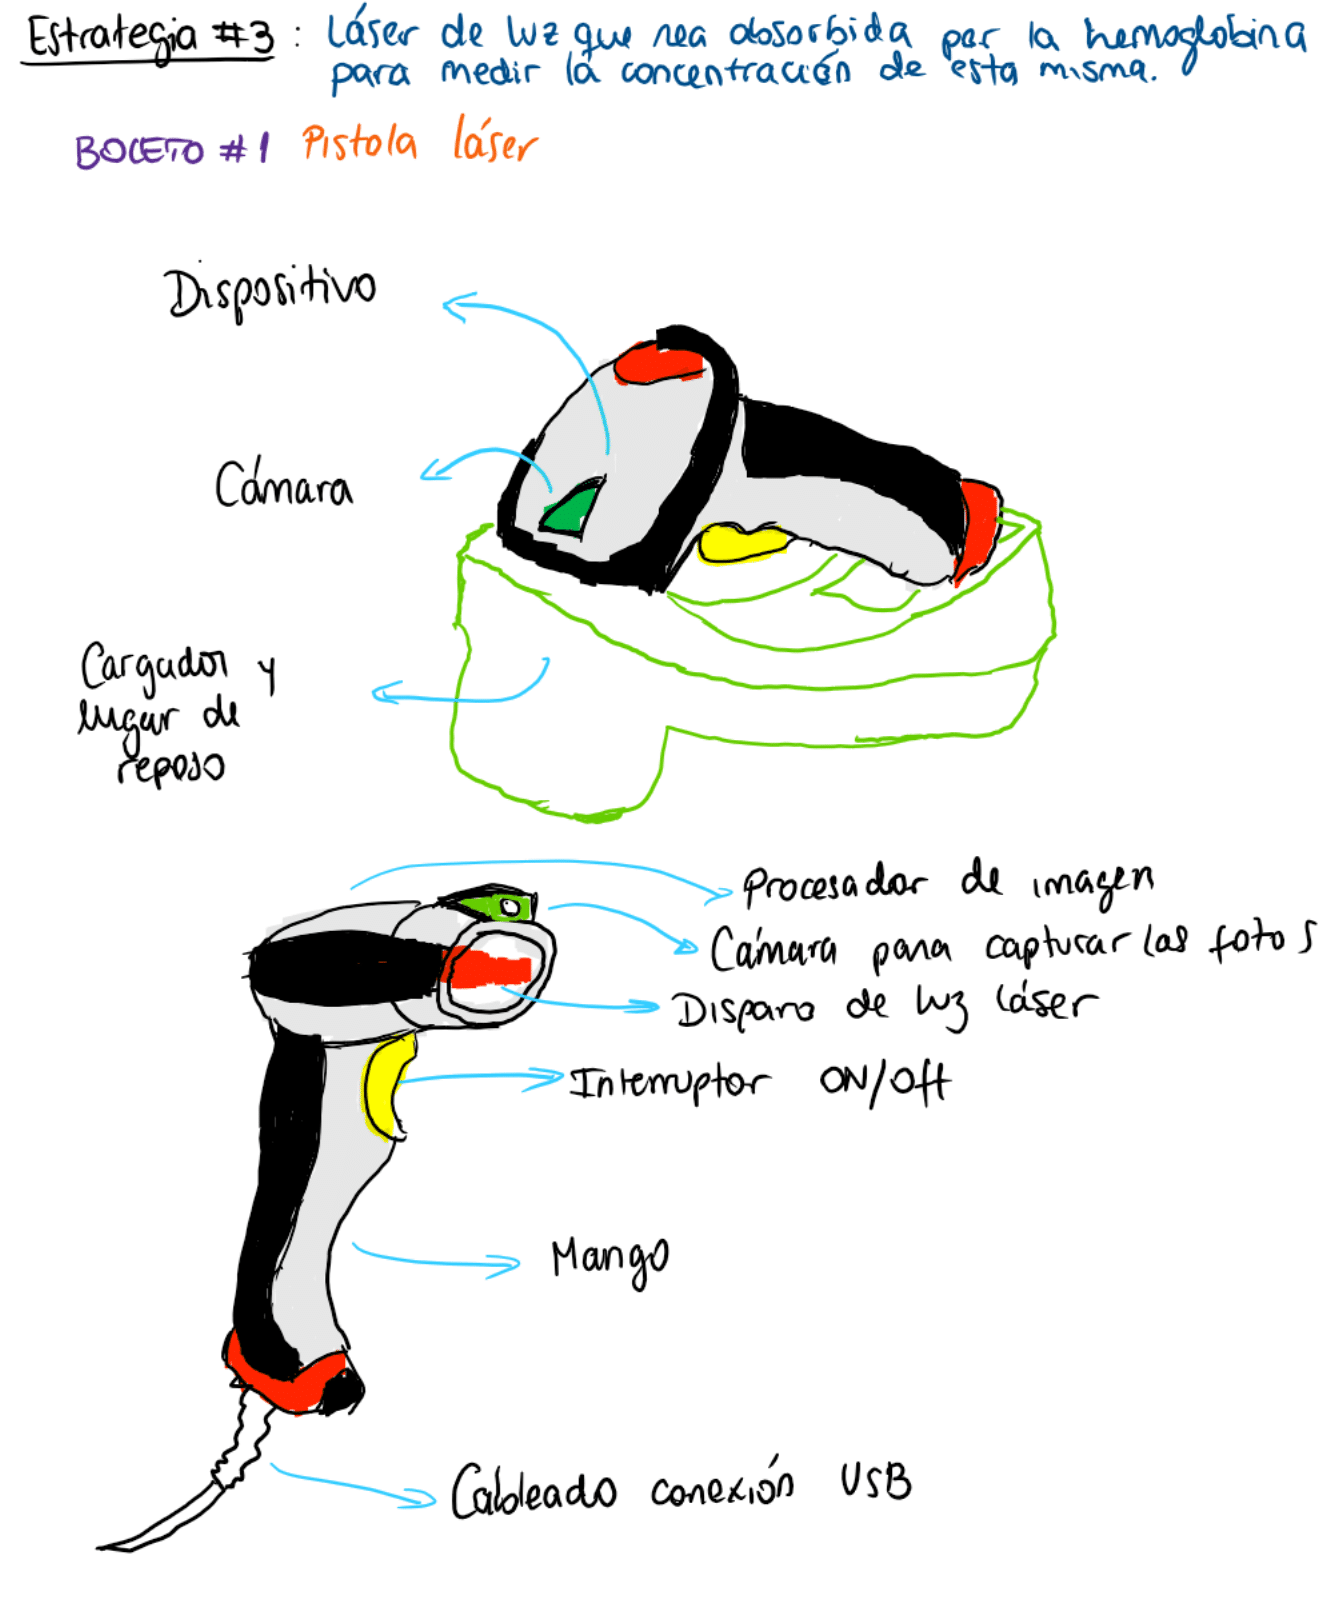 Estrategia #3 : Láser de luz que sea absorbida por la hemoglobina
para medir la concentración de esta misma.
BOCETO #1 Pistola láser
Dispositivo
Cámara
Cargador y
lugar de
reposo
Procesador de imagen
Cámara para capturar las fotos
Disparo de luz láser
Interruptor ON/Off
Mango
Cableado conexión USB